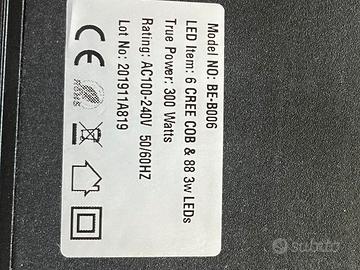 Model NO: BE-B006
LED Item: 6 CREE COB & 88 3w LEDs
True Power: 300 Watts
Rating: AC100-240V 50/60HZ
Lot No: 201911A819
CE
RoHS
subito